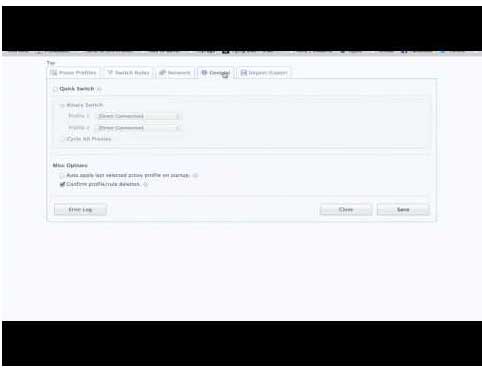 Proxy Profiles Switch Rules Network General Import/Export
Quick Switch
Binary Switch
Profile 1 [Direct Connection]
Profile 2 [Direct Connection]
Cycle All Proxies
Misc Options
Auto apply last selected proxy profile on startup.
Confirm profile/rule deletion.
Error Log Close Save